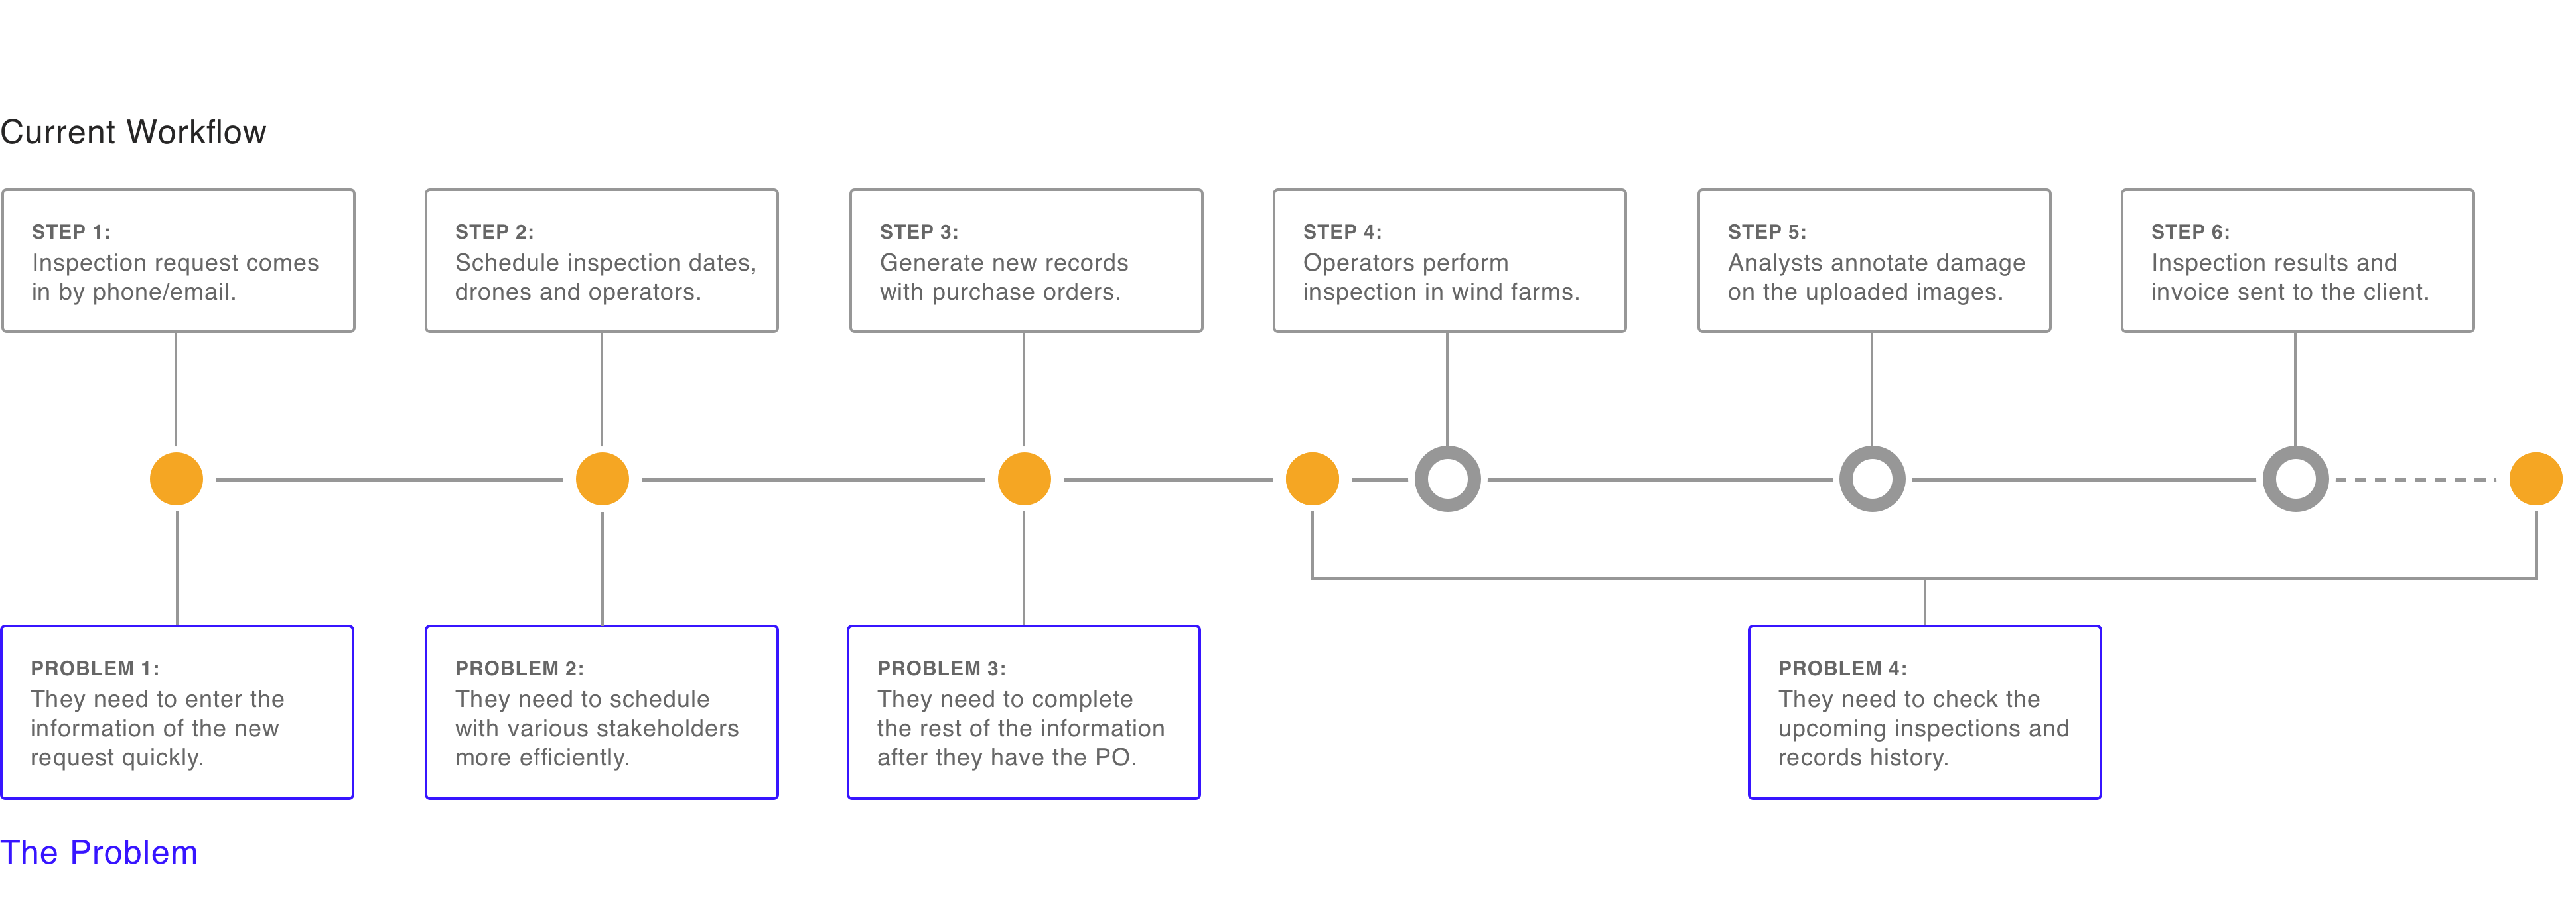 Current Workflow
STEP 1:
Inspection request comes
in by phone/email.
STEP 2:
Schedule inspection dates,
drones and operators.
STEP 3:
Generate new records
with purchase orders.
STEP 4:
Operators perform
inspection in wind farms.
STEP 5:
Analysts annotate damage
on the uploaded images.
STEP 6:
Inspection results and
invoice sent to the client.
PROBLEM 1:
They need to enter the
information of the new
request quickly.
PROBLEM 2:
They need to schedule
with various stakeholders
more efficiently.
PROBLEM 3:
They need to complete
the rest of the information
after they have the PO.
PROBLEM 4:
They need to check the
upcoming inspections and
records history.
The Problem